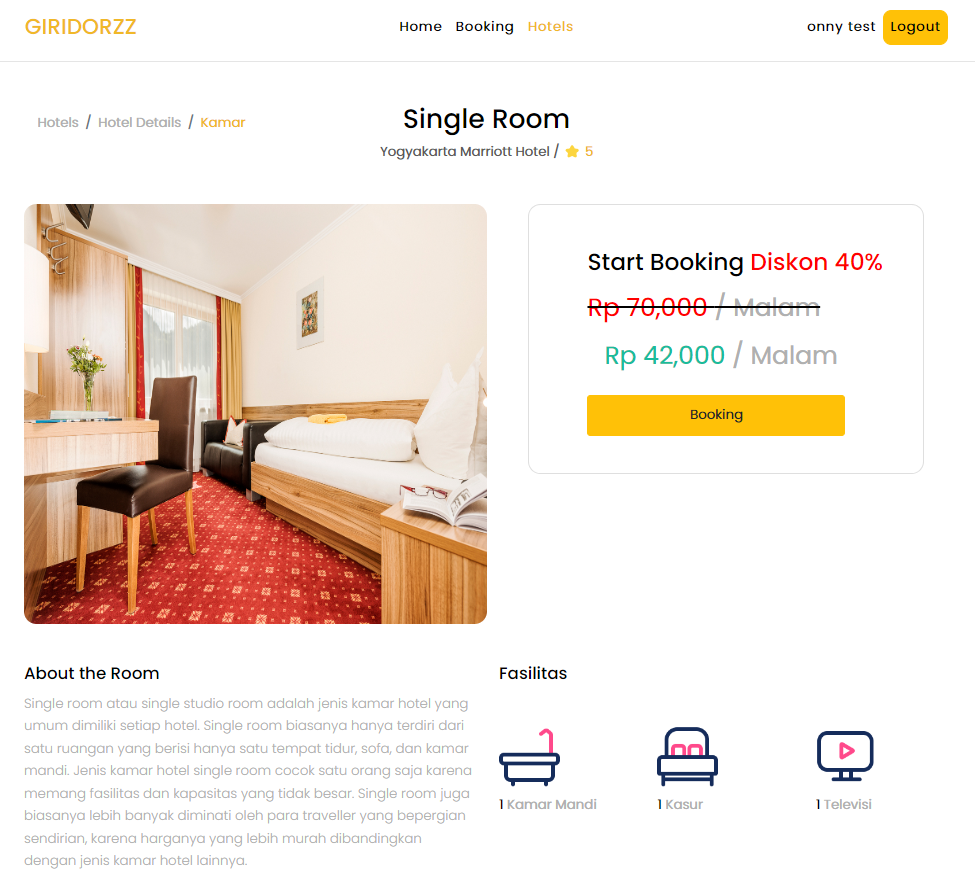 GIRIDORZZ
Home Booking Hotels
onny test Logout
Hotels / Hotel Details / Kamar
Single Room
Yogyakarta Marriott Hotel / 5
Start Booking Diskon 40%
Rp 70,000 / Malam
Rp 42,000 / Malam
Booking
About the Room
Single room atau single studio room adalah jenis kamar hotel yang
umum dimiliki setiap hotel. Single room biasanya hanya terdiri dari
satu ruangan yang berisi hanya satu tempat tidur, sofa, dan kamar
mandi. Jenis kamar hotel single room cocok satu orang saja karena
memang fasilitas dan kapasitas yang tidak besar. Single room juga
biasanya lebih banyak diminati oleh para traveller yang bepergian
sendirian, karena harganya yang lebih murah dibandingkan
dengan jenis kamar hotel lainnya.
Fasilitas
1 Kamar Mandi
1 Kasur
1 Televisi